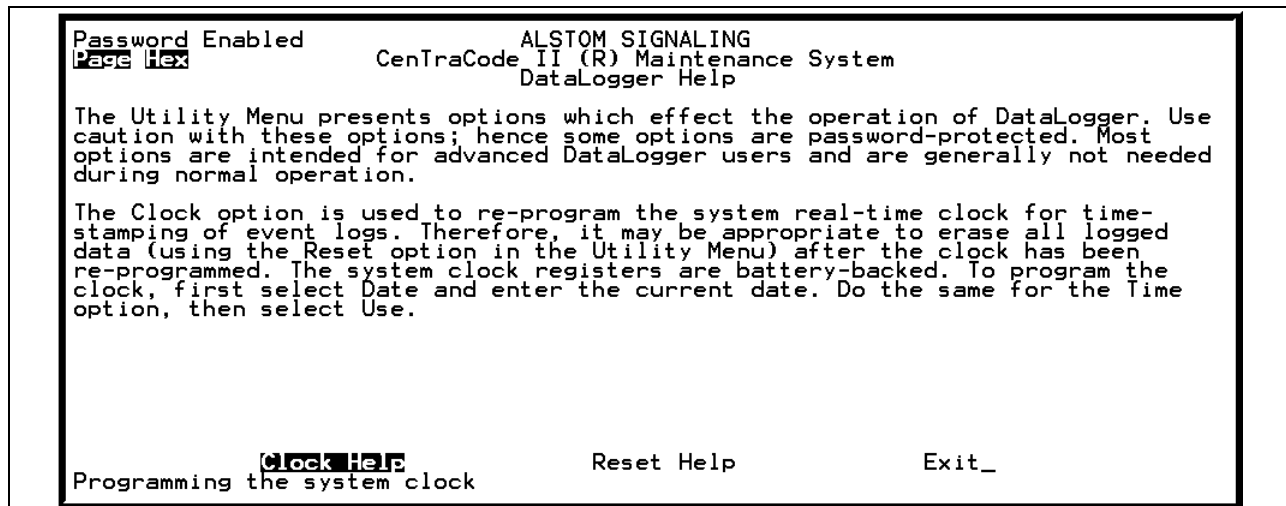 Password Enabled ALSTOM SIGNALING
Page Hex CenTraCode II (R) Maintenance System
DataLogger Help
The Utility Menu presents options which effect the operation of DataLogger. Use
caution with these options; hence some options are password-protected. Most
options are intended for advanced DataLogger users and are generally not needed
during normal operation.
The Clock option is used to re-program the system real-time clock for time-
stamping of event logs. Therefore, it may be appropriate to erase all logged
data (using the Reset option in the Utility Menu) after the clock has been
re-programmed. The system clock registers are battery-backed. To program the
clock, first select Date and enter the current date. Do the same for the Time
option, then select Use.
Clock Help Reset Help Exit_
Programming the system clock